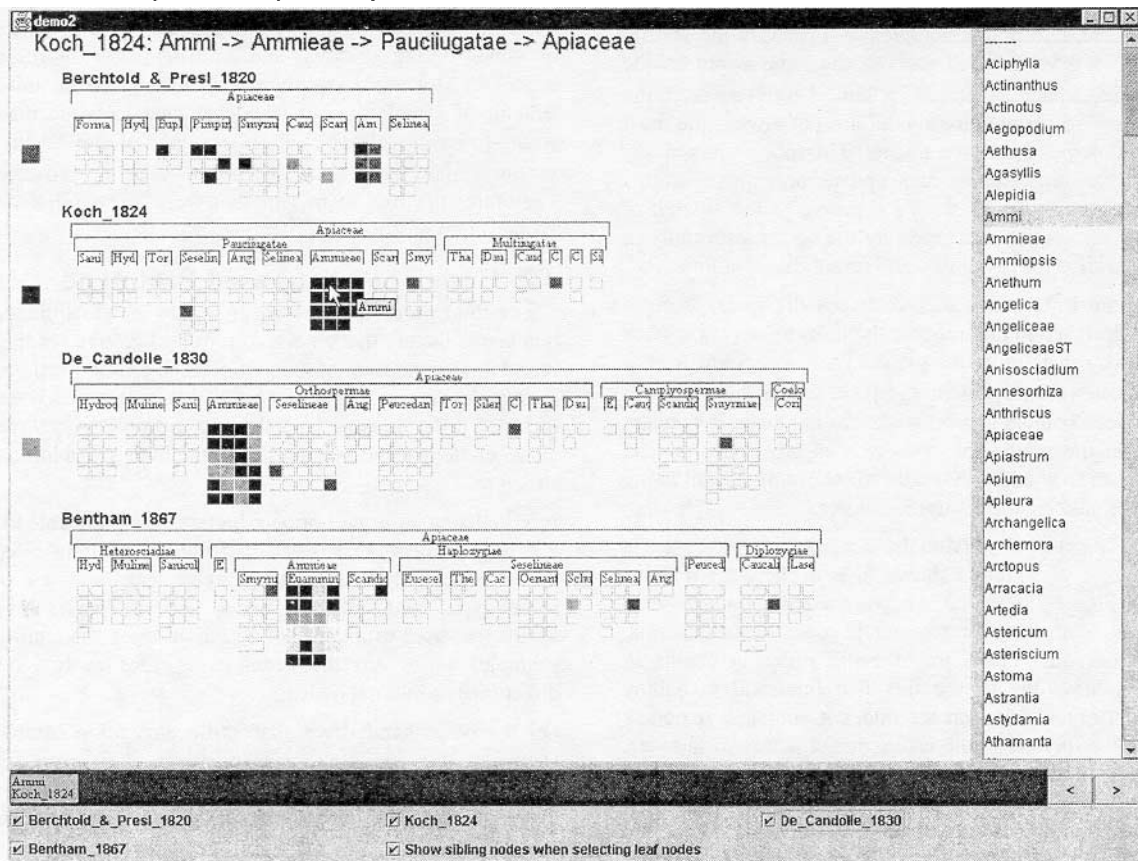 demo2
Koch_1824: Ammi -> Ammieae -> Pauciiugatae -> Apiaceae
Berchtold_&_Presl_1820
Apiaceae
Forma Hyd Eup Pimpin Smyrni Cauc Scan Am Selinea
Koch_1824
Apiaceae
Pauciiugatae Multiiugatae
Sani Hyd Tor Seselin Ang Selinea Ammieae Scan Smy Tha Dau Cauc C C Si
Ammi
De_Candolle_1830
Apiaceae
Orthospermae Camplyospermae Coelo
Hydroc Muline Sani Ammieae Seselineae Ang Peucedan Tor Siler C Tha Dau E Cauc Scandic Smyrniae Cori
Bentham_1867
Apiaceae
Heterosciadiae Haplozygiae Diplozygiae
Hyd Muline Sanicul E Ammieae Seselineae Peuced Caucali Lase
Smyrni Euammin Scandic Eusesel The Cac Oenant Schu Selinea Ang
-------
Aciphylla
Actinanthus
Actinotus
Aegopodium
Aethusa
Agasyllis
Alepidia
Ammi
Ammieae
Ammiopsis
Anethum
Angelica
Angeliceae
AngeliceaeST
Anisosciadium
Annesorhiza
Anthriscus
Apiaceae
Apiastrum
Apium
Apleura
Archangelica
Archemora
Arctopus
Arracacia
Artedia
Astericum
Asteriscium
Astoma
Astrantia
Astydamia
Athamanta
Ammi
Koch_1824
< >
Berchtold_&_Presl_1820 Koch_1824 De_Candolle_1830
Bentham_1867 Show sibling nodes when selecting leaf nodes